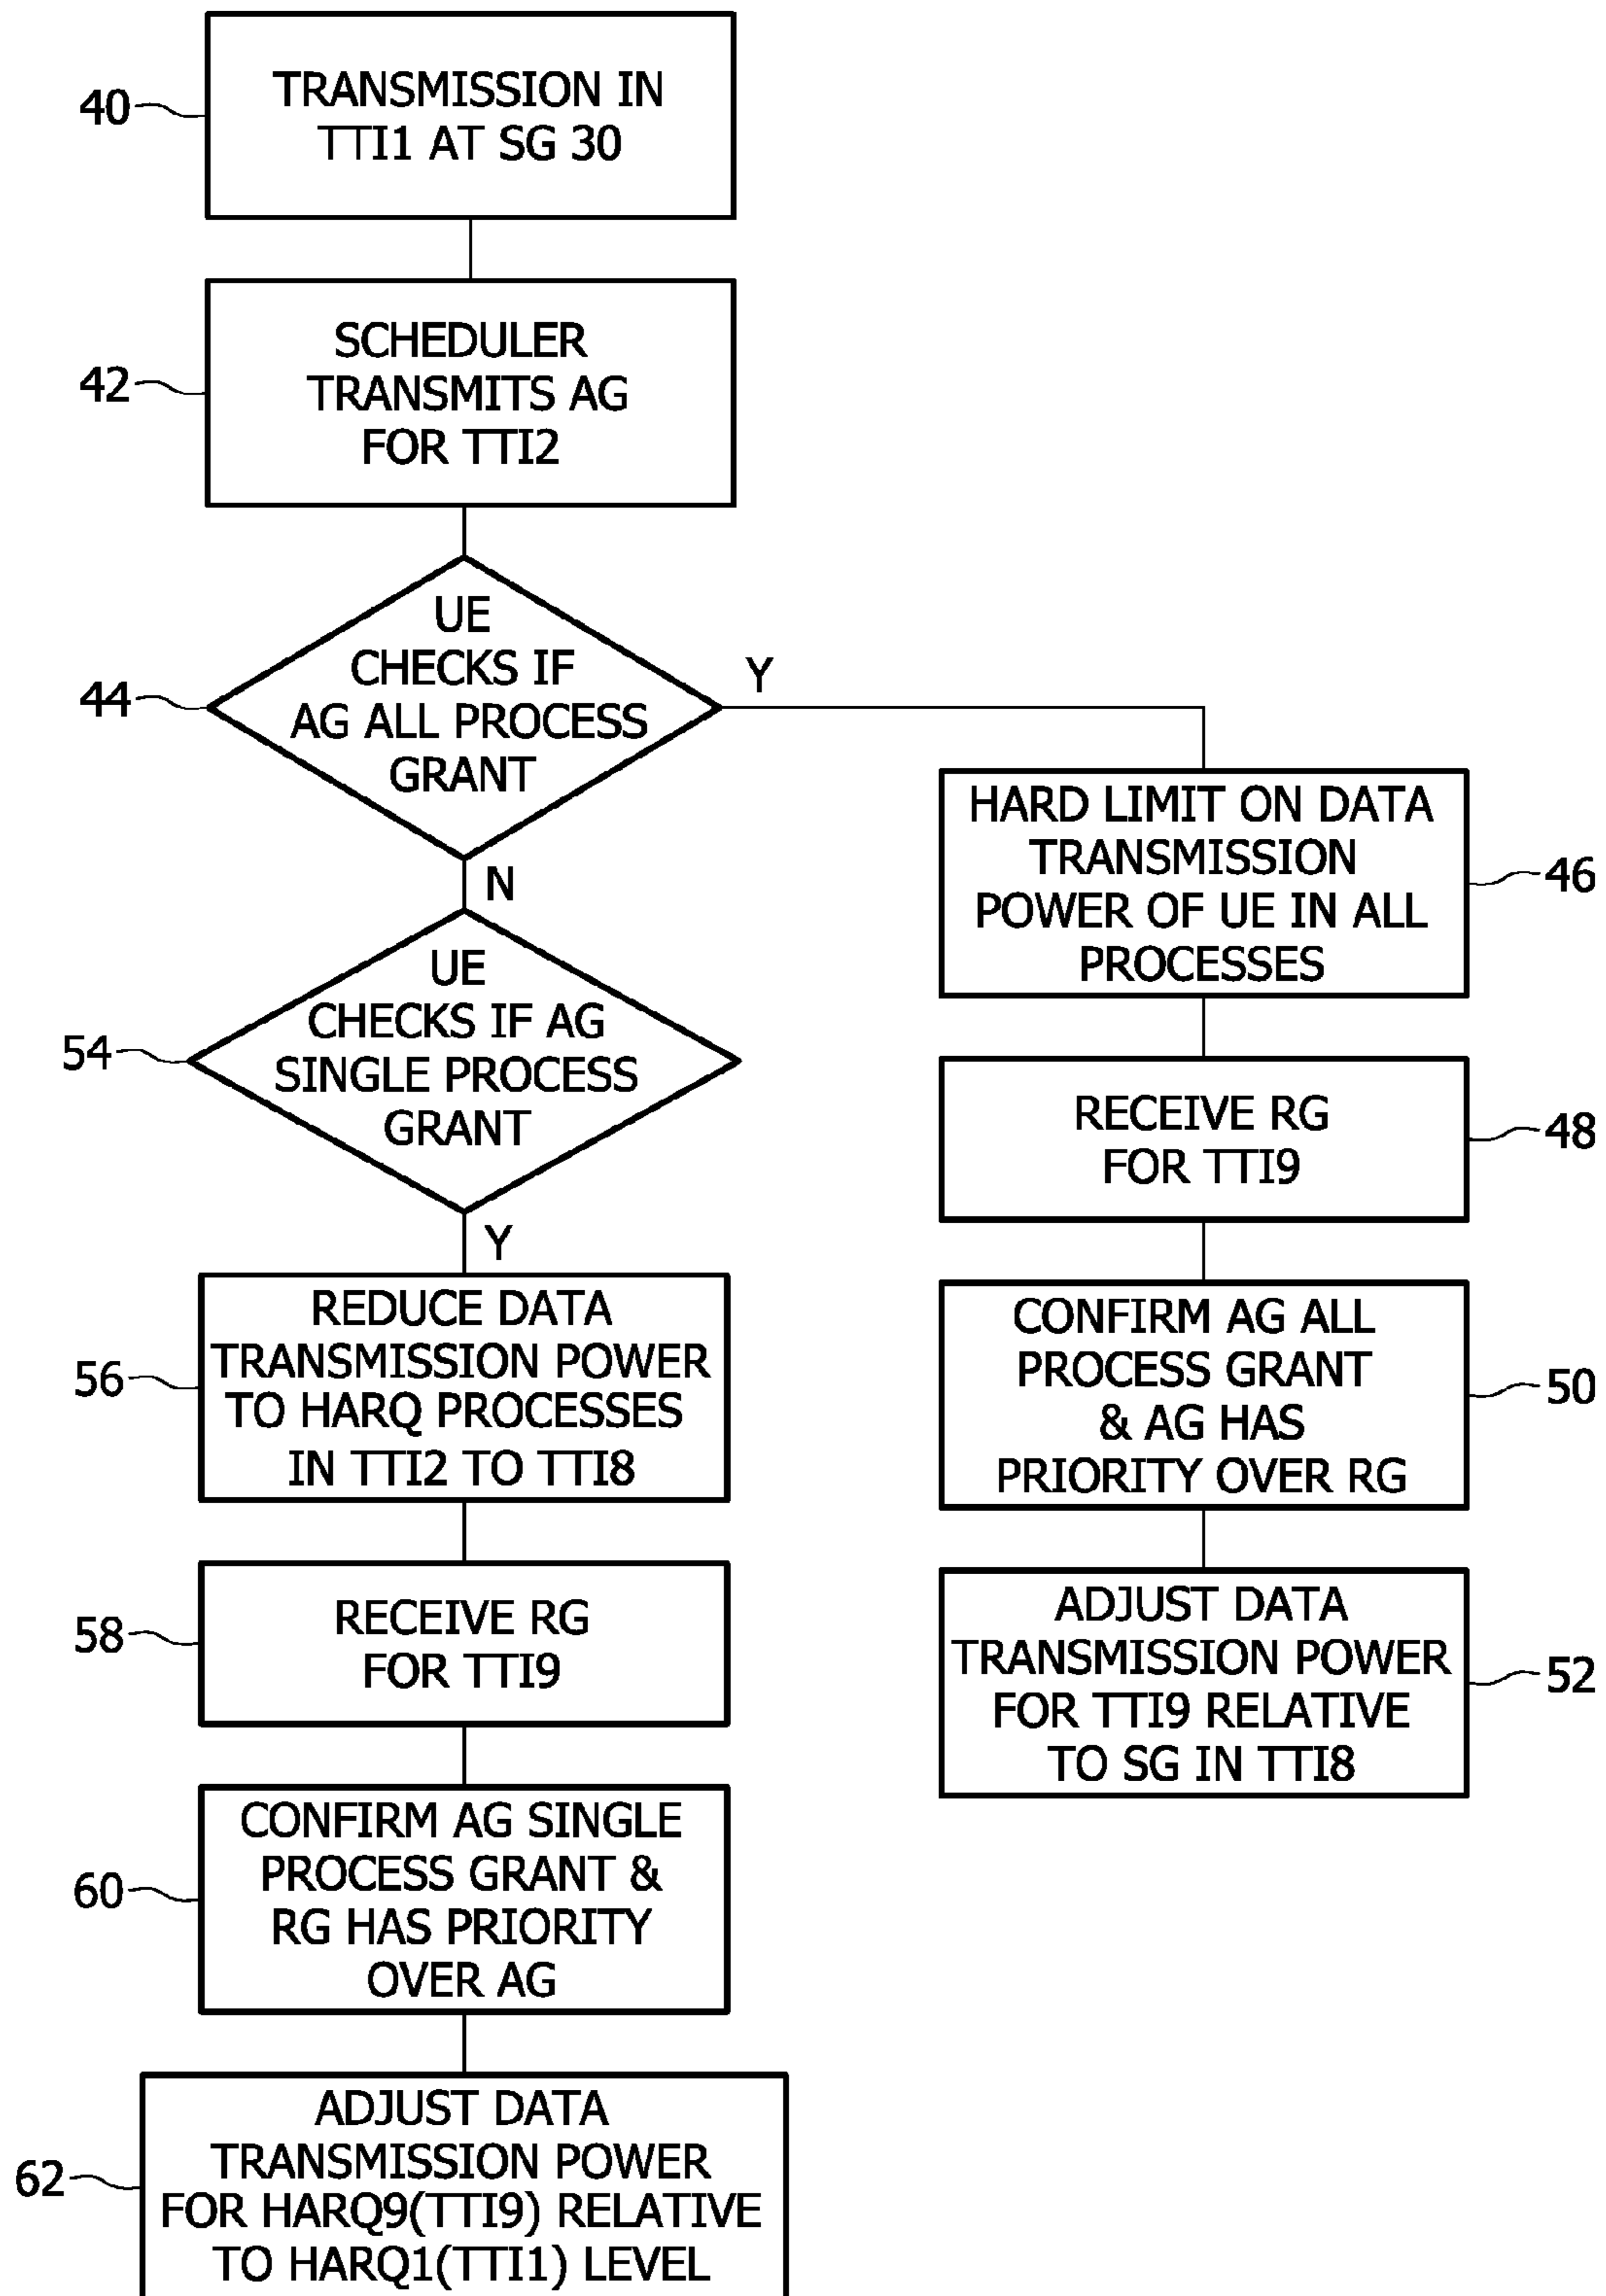 40
TRANSMISSION IN
TTI1 AT SG 30
42
SCHEDULER
TRANSMITS AG
FOR TTI2
44
UE
CHECKS IF
AG ALL PROCESS
GRANT
Y
N
54
UE
CHECKS IF AG
SINGLE PROCESS
GRANT
Y
56
REDUCE DATA
TRANSMISSION POWER
TO HARQ PROCESSES
IN TTI2 TO TTI8
58
RECEIVE RG
FOR TTI9
60
CONFIRM AG SINGLE
PROCESS GRANT &
RG HAS PRIORITY
OVER AG
62
ADJUST DATA
TRANSMISSION POWER
FOR HARQ9(TTI9) RELATIVE
TO HARQ1(TTI1) LEVEL
HARD LIMIT ON DATA
TRANSMISSION
POWER OF UE IN ALL
PROCESSES
46
RECEIVE RG
FOR TTI9
48
CONFIRM AG ALL
PROCESS GRANT
& AG HAS
PRIORITY OVER RG
50
ADJUST DATA
TRANSMISSION POWER
FOR TTI9 RELATIVE
TO SG IN TTI8
52